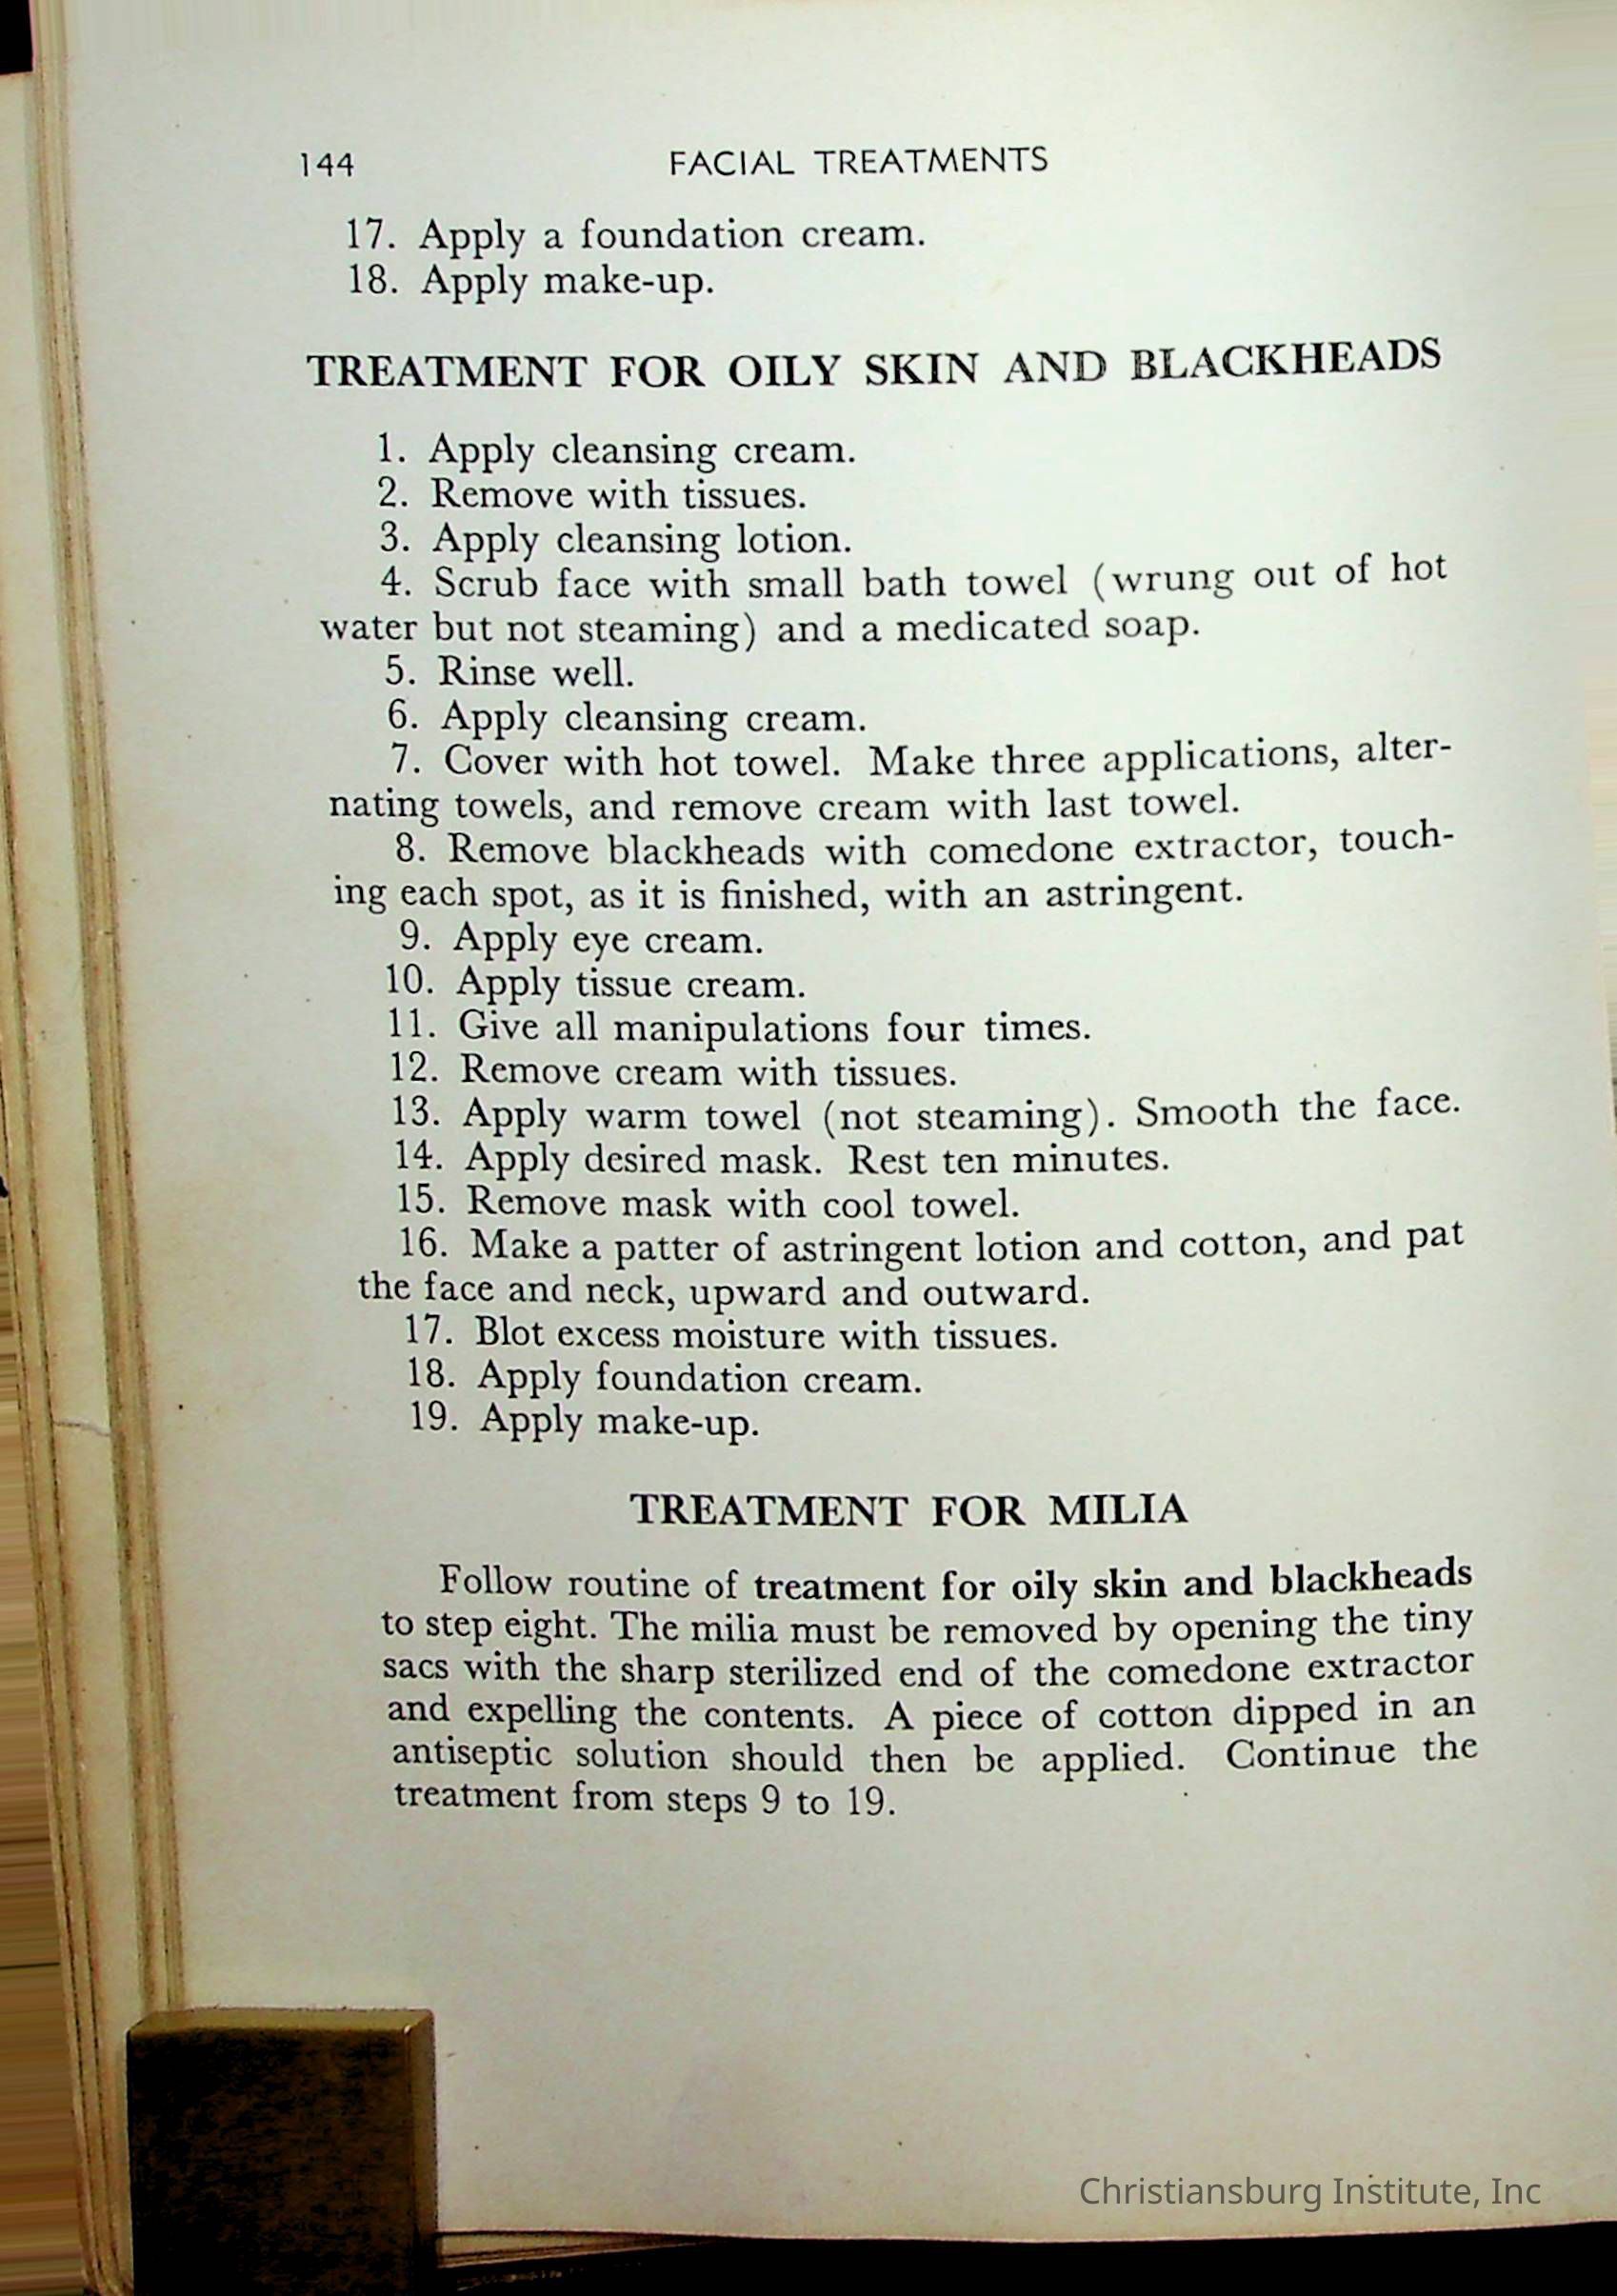 144 FACIAL TREATMENTS
17. Apply a foundation cream.
18. Apply make-up.
TREATMENT FOR OILY SKIN AND BLACKHEADS
1. Apply cleansing cream.
2. Remove with tissues.
3. Apply cleansing lotion.
4. Scrub face with small bath towel (wrung out of hot
water but not steaming) and a medicated soap.
5. Rinse well.
6. Apply cleansing cream.
7. Cover with hot towel. Make three applications, alter-
nating towels, and remove cream with last towel.
8. Remove blackheads with comedone extractor, touch-
ing each spot, as it is finished, with an astringent.
9. Apply eye cream.
10. Apply tissue cream.
11. Give all manipulations four times.
12. Remove cream with tissues.
13. Apply warm towel (not steaming). Smooth the face.
14. Apply desired mask. Rest ten minutes.
15. Remove mask with cool towel.
16. Make a patter of astringent lotion and cotton, and pat
the face and neck, upward and outward.
17. Blot excess moisture with tissues.
18. Apply foundation cream.
19. Apply make-up.
TREATMENT FOR MILIA
Follow routine of treatment for oily skin and blackheads
to step eight. The milia must be removed by opening the tiny
sacs with the sharp sterilized end of the comedone extractor
and expelling the contents. A piece of cotton dipped in an
antiseptic solution should then be applied. Continue the
treatment from steps 9 to 19.
Christiansburg Institute, Inc